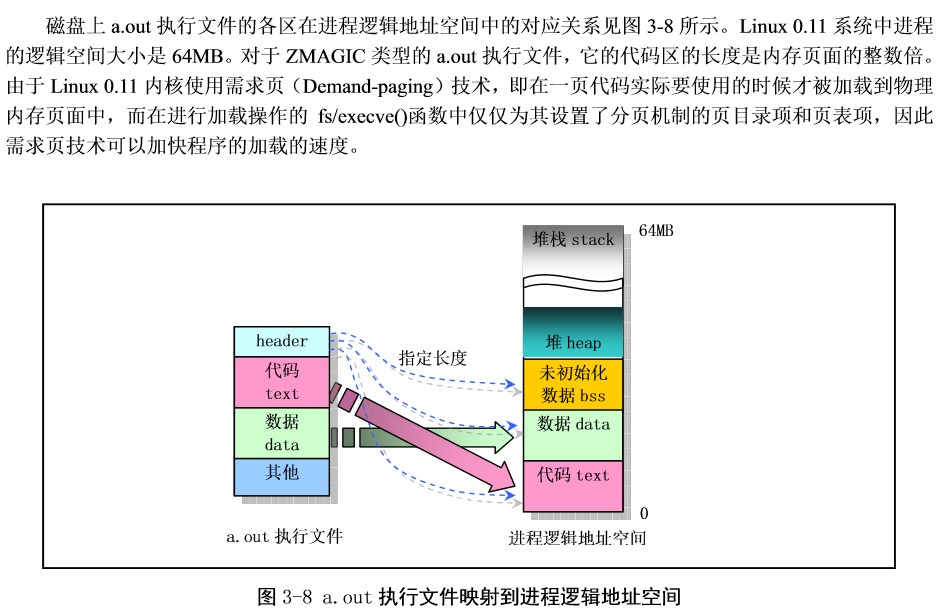 磁盘上 a.out 执行文件的各区在进程逻辑地址空间中的对应关系见图 3-8 所示。Linux 0.11 系统中进程
的逻辑空间大小是 64MB。对于 ZMAGIC 类型的 a.out 执行文件，它的代码区的长度是内存页面的整数倍。
由于 Linux 0.11 内核使用需求页（Demand-paging）技术，即在一页代码实际要使用的时候才被加载到物理
内存页面中，而在进行加载操作的 fs/execve()函数中仅仅为其设置了分页机制的页目录项和页表项，因此
需求页技术可以加快程序的加载的速度。
堆栈 stack
64MB
header
代码
text
数据
data
其他
指定长度
堆 heap
未初始化
数据 bss
数据 data
代码 text
0
a.out 执行文件
进程逻辑地址空间
图 3-8 a.out 执行文件映射到进程逻辑地址空间